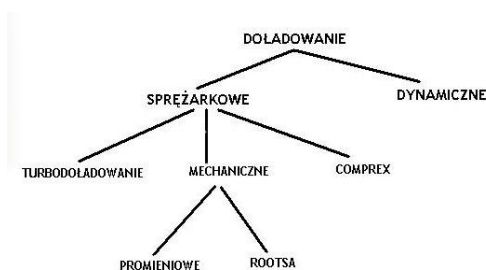 DOŁADOWANIE
SPRĘŻARKOWE
DYNAMICZNE
TURBODOŁADOWANIE
MECHANICZNE
COMPREX
PROMIENIOWE
ROOTSA